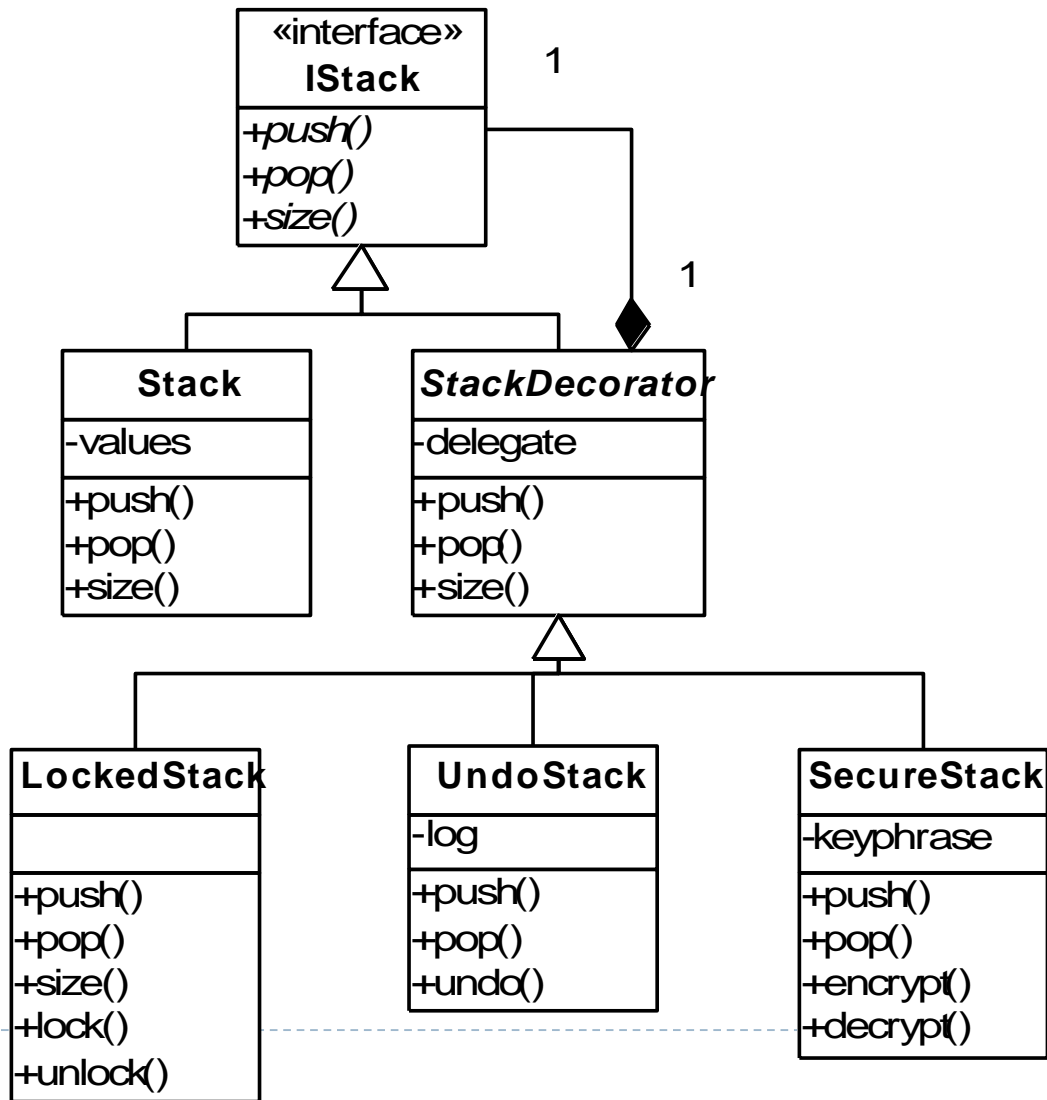 «interface»
IStack
+push()
+pop()
+size()
1
1
Stack
-values
+push()
+pop()
+size()
StackDecorator
-delegate
+push()
+pop()
+size()
LockedStack
+push()
+pop()
+size()
+lock()
+unlock()
UndoStack
-log
+push()
+pop()
+undo()
SecureStack
-keyphrase
+push()
+pop()
+encrypt()
+decrypt()